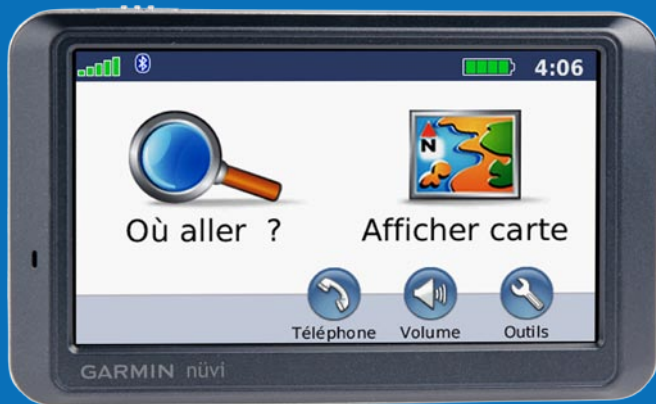 4:06
Où aller ?
Afficher carte
Téléphone
Volume
Outils
GARMIN nüvi
N